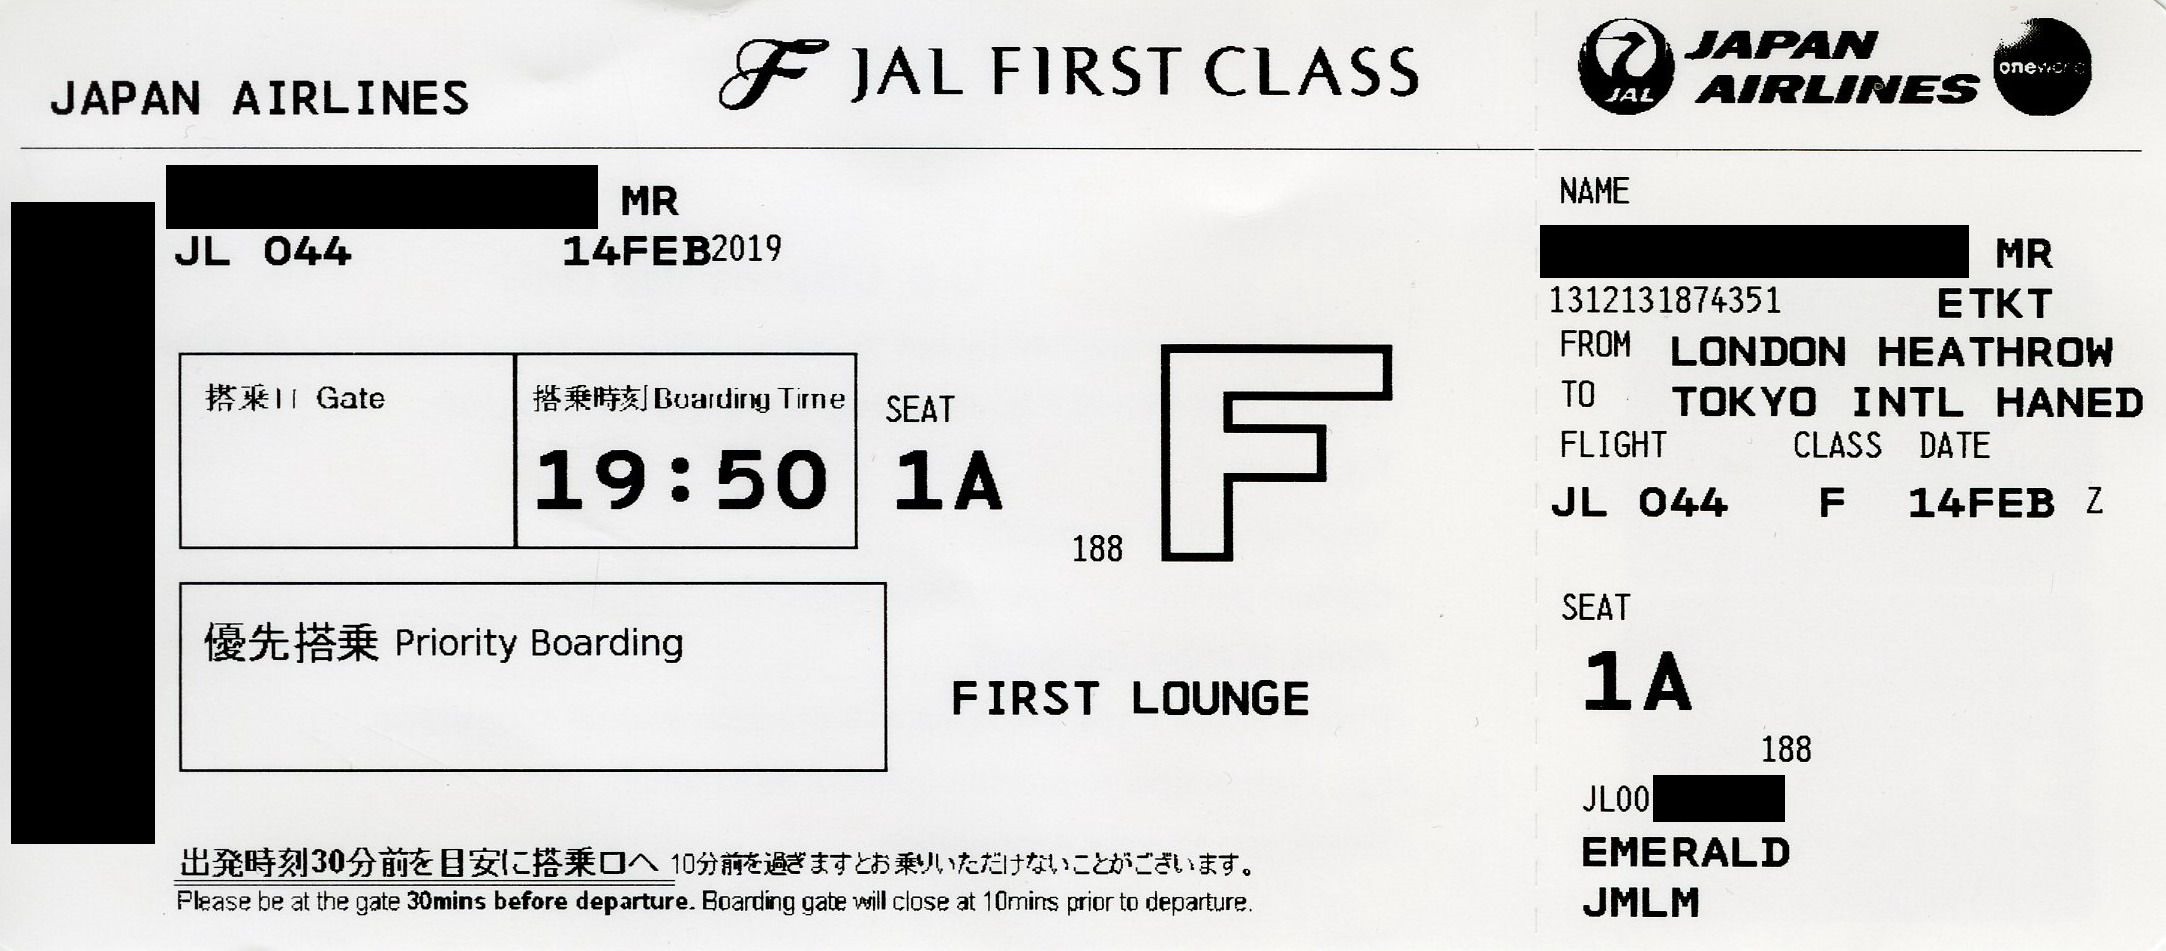 JAPAN AIRLINES
F JAL FIRST CLASS
MR
JL 044 14FEB2019
搭乗口 Gate
搭乗時刻 Boarding Time
19:50
SEAT
1A
188
F
優先搭乗 Priority Boarding
FIRST LOUNGE
出発時刻30分前を目安に搭乗口へ 10分前を過ぎますとお乗りいただけないことがございます。
Please be at the gate 30mins before departure. Boarding gate will close at 10mins prior to departure.
JAL
JAPAN
AIRLINES
oneworld
NAME
MR
1312131874351 ETKT
FROM LONDON HEATHROW
TO TOKYO INTL HANED
FLIGHT CLASS DATE
JL 044 F 14FEB Z
SEAT
1A
188
JL00
EMERALD
JMLM